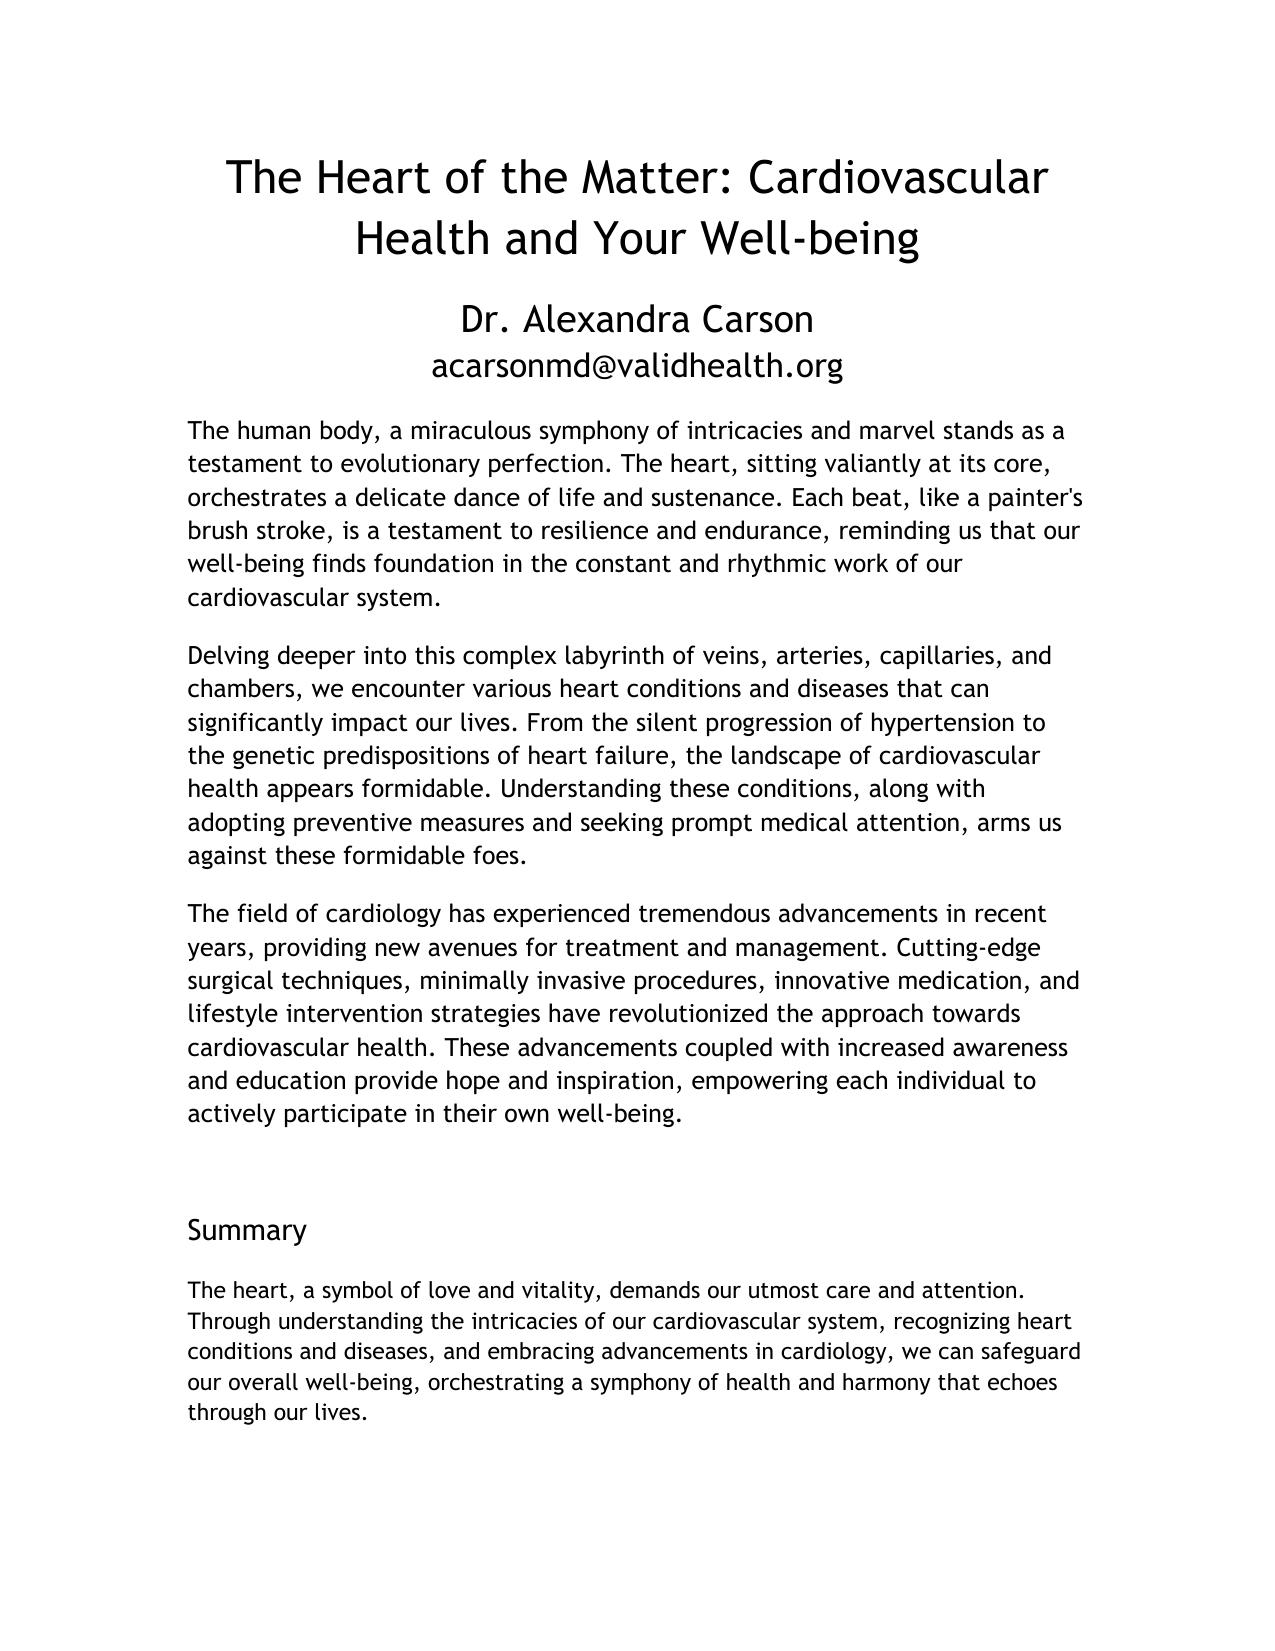 The Heart of the Matter: Cardiovascular
Health and Your Well-being
Dr. Alexandra Carson
acarsonmd@validhealth.org
The human body, a miraculous symphony of intricacies and marvel stands as a
testament to evolutionary perfection. The heart, sitting valiantly at its core,
orchestrates a delicate dance of life and sustenance. Each beat, like a painter's
brush stroke, is a testament to resilience and endurance, reminding us that our
well-being finds foundation in the constant and rhythmic work of our
cardiovascular system.
Delving deeper into this complex labyrinth of veins, arteries, capillaries, and
chambers, we encounter various heart conditions and diseases that can
significantly impact our lives. From the silent progression of hypertension to
the genetic predispositions of heart failure, the landscape of cardiovascular
health appears formidable. Understanding these conditions, along with
adopting preventive measures and seeking prompt medical attention, arms us
against these formidable foes.
The field of cardiology has experienced tremendous advancements in recent
years, providing new avenues for treatment and management. Cutting-edge
surgical techniques, minimally invasive procedures, innovative medication, and
lifestyle intervention strategies have revolutionized the approach towards
cardiovascular health. These advancements coupled with increased awareness
and education provide hope and inspiration, empowering each individual to
actively participate in their own well-being.
Summary
The heart, a symbol of love and vitality, demands our utmost care and attention.
Through understanding the intricacies of our cardiovascular system, recognizing heart
conditions and diseases, and embracing advancements in cardiology, we can safeguard
our overall well-being, orchestrating a symphony of health and harmony that echoes
through our lives.